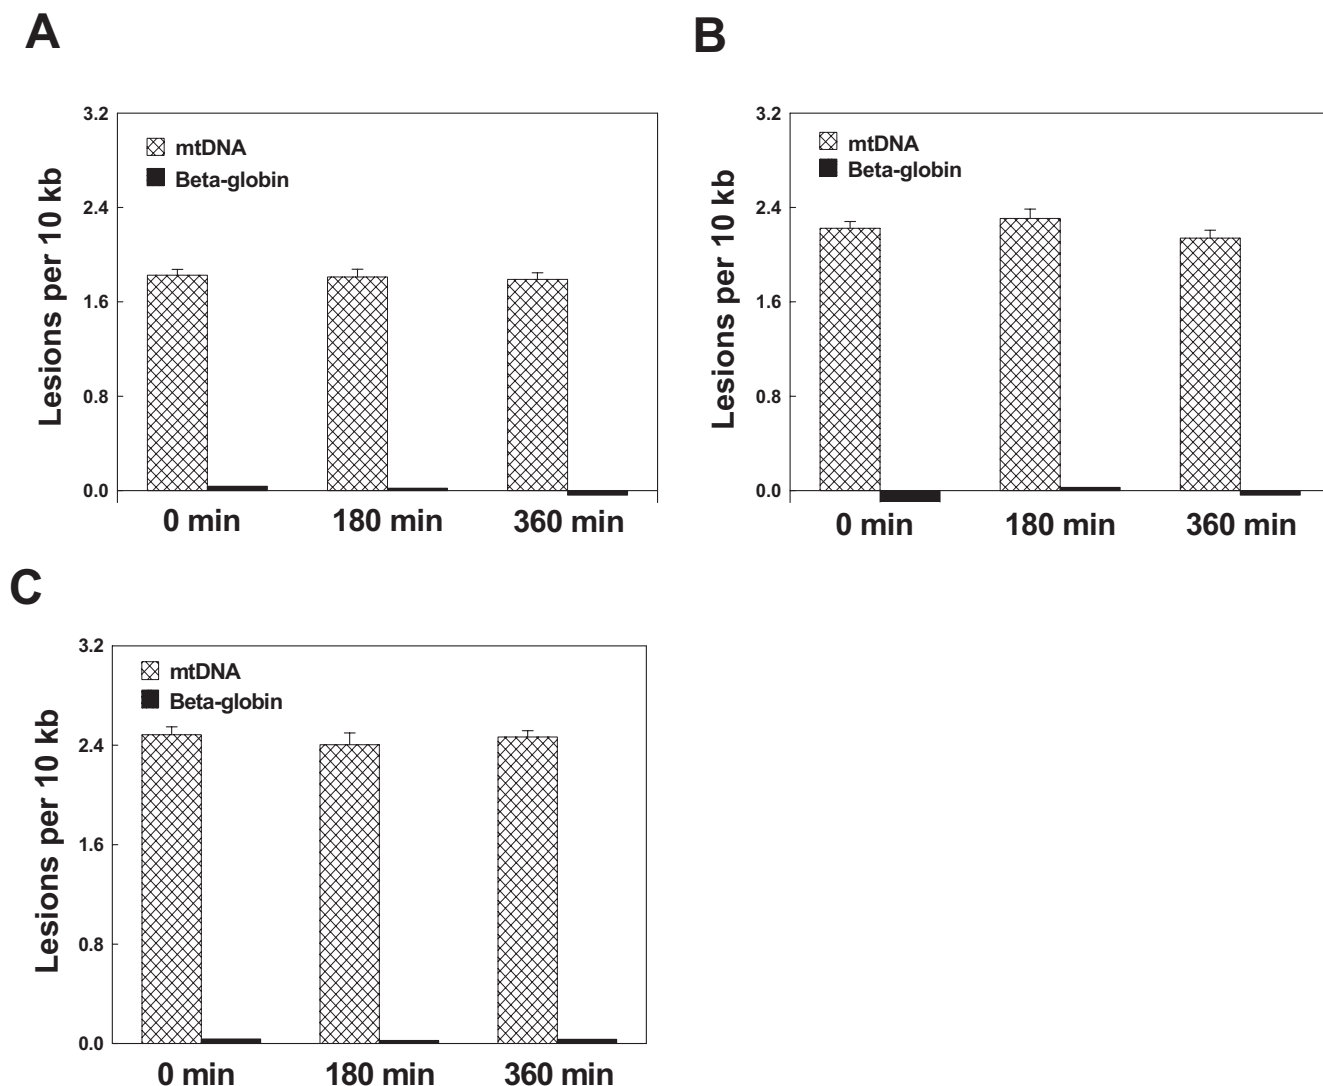 A
Lesions per 10 kb
3.2
2.4
1.6
0.8
0.0
mtDNA
Beta-globin
0 min 180 min 360 min
B
Lesions per 10 kb
3.2
2.4
1.6
0.8
0.0
mtDNA
Beta-globin
0 min 180 min 360 min
C
Lesions per 10 kb
3.2
2.4
1.6
0.8
0.0
mtDNA
Beta-globin
0 min 180 min 360 min